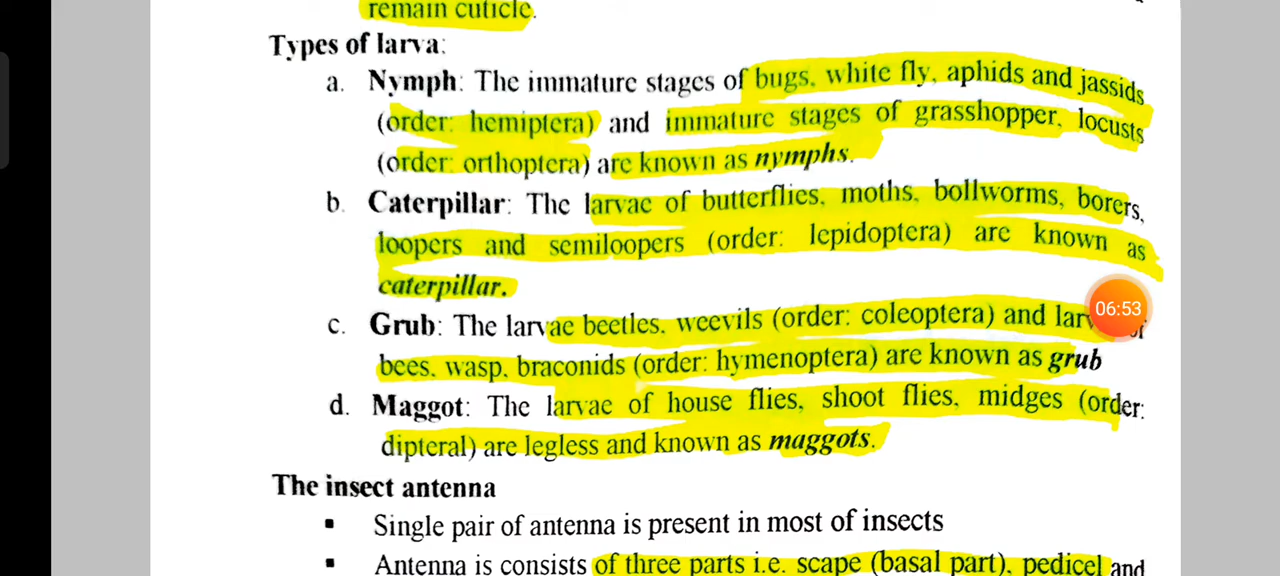 remain cuticle.
Types of larva:
a. Nymph: The immature stages of bugs, white fly, aphids and jassids
(order: hemiptera) and immature stages of grasshopper, locusts
(order: orthoptera) are known as nymphs.
b. Caterpillar: The larvae of butterflies, moths, bollworms, borers,
loopers and semiloopers (order: lepidoptera) are known as
caterpillar.
c. Grub: The larvae beetles, weevils (order: coleoptera) and
06:53
bees, wasp, braconids (order: hymenoptera) are known as grub
d. Maggot: The larvae of house flies, shoot flies, midges (order:
dipteral) are legless and known as maggots.
The insect antenna
▪ Single pair of antenna is present in most of insects
▪ Antenna is consists of three parts i.e. scape (basal part), pedicel and